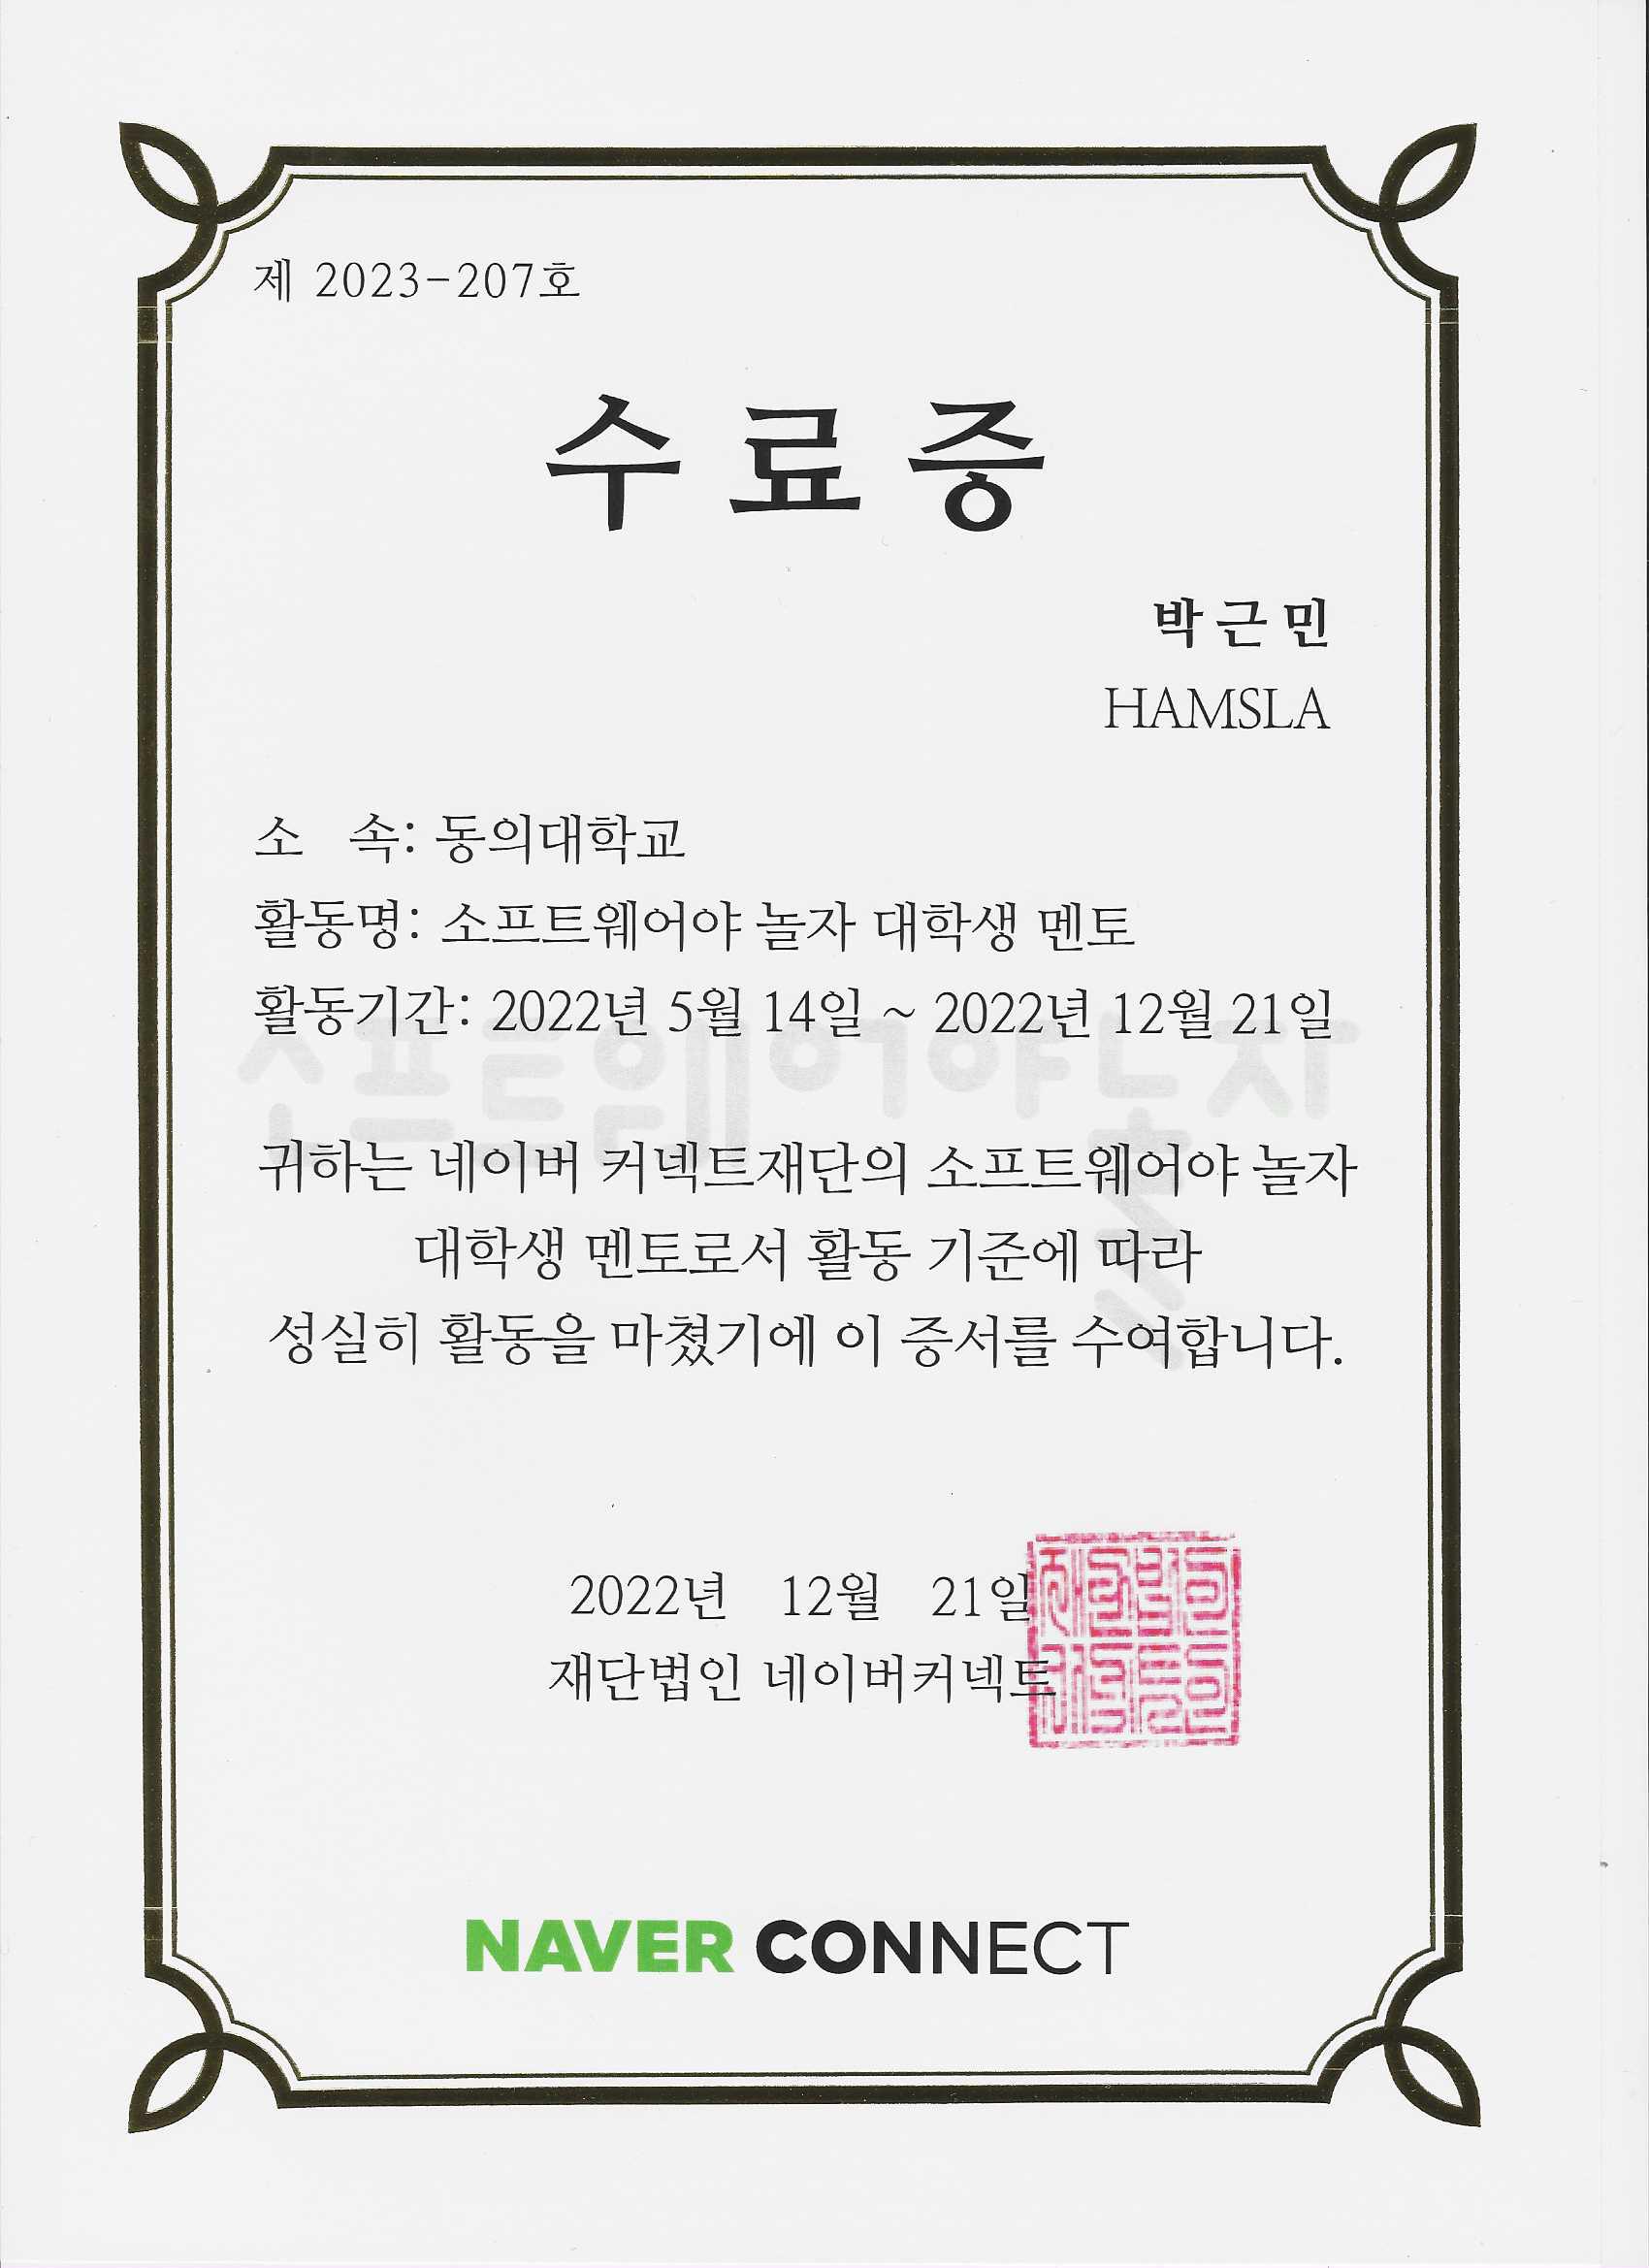 제 2023-207호
수료증
박근민
HAMSLA
소 속: 동의대학교
활동명: 소프트웨어야 놀자 대학생 멘토
활동기간: 2022년 5월 14일 ~ 2022년 12월 21일
소프트웨어야 놀자
귀하는 네이버 커넥트재단의 소프트웨어야 놀자
대학생 멘토로서 활동 기준에 따라
성실히 활동을 마쳤기에 이 증서를 수여합니다.
2022년 12월 21일
재단법인 네이버커넥트
NAVER CONNECT